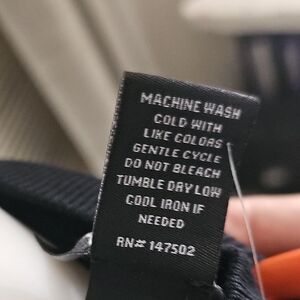 MACHINE WASH
COLD WITH
LIKE COLORS
GENTLE CYCLE
DO NOT BLEACH
TUMBLE DRY LOW
COOL IRON IF
NEEDED
RN# 147502